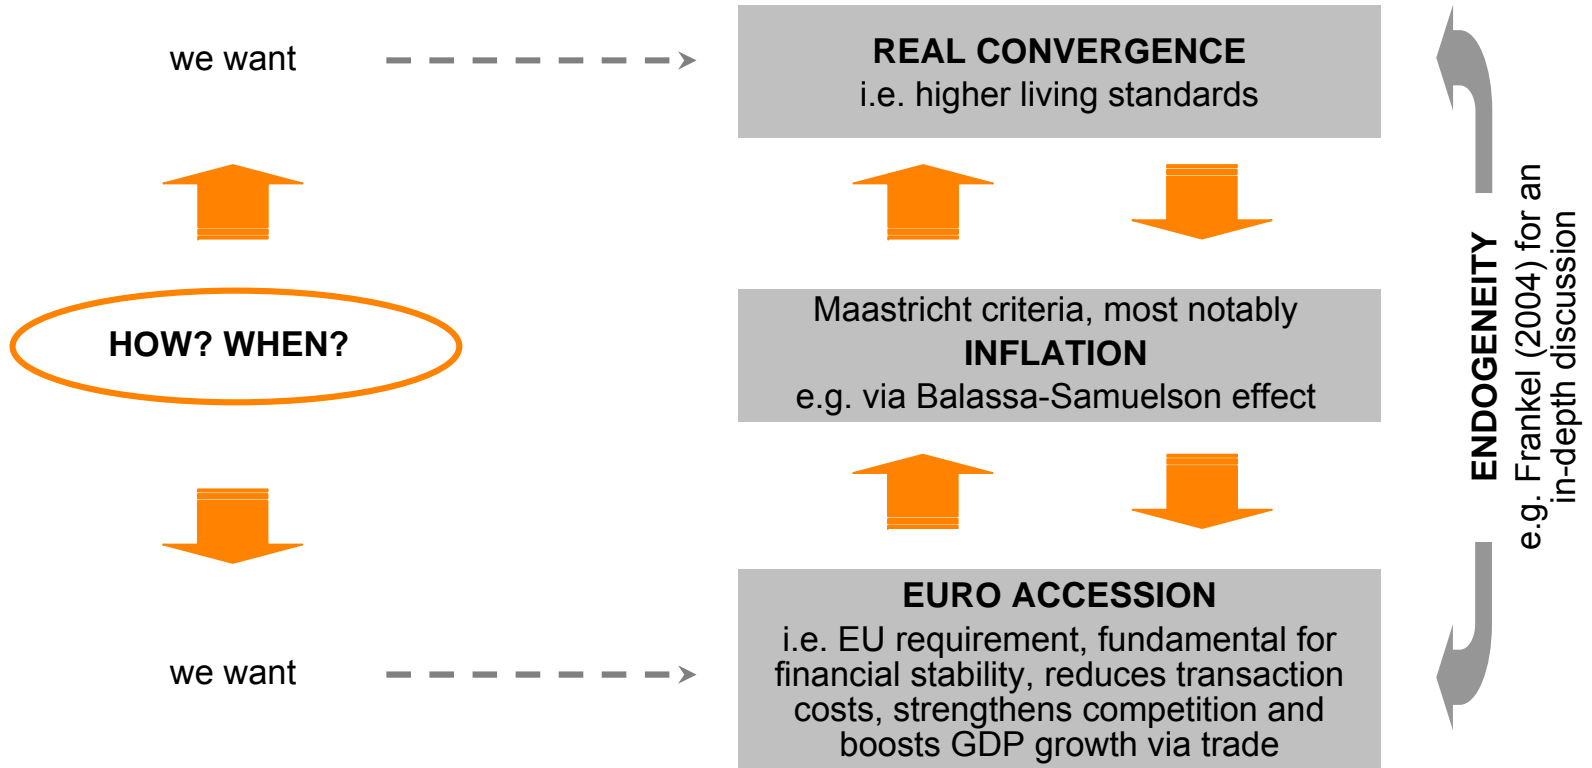 we want
REAL CONVERGENCE
i.e. higher living standards
HOW? WHEN?
Maastricht criteria, most notably
INFLATION
e.g. via Balassa-Samuelson effect
we want
EURO ACCESSION
i.e. EU requirement, fundamental for
financial stability, reduces transaction
costs, strengthens competition and
boosts GDP growth via trade
ENDOGENEITY
e.g. Frankel (2004) for an
in-depth discussion